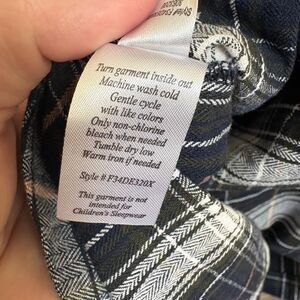 Turn garment inside out
Machine wash cold
Gentle cycle
with like colors
Only non-chlorine
bleach when needed
Tumble dry low
Warm iron if needed
Style # F34DE320X
This garment is not
intended for
Children's Sleepwear